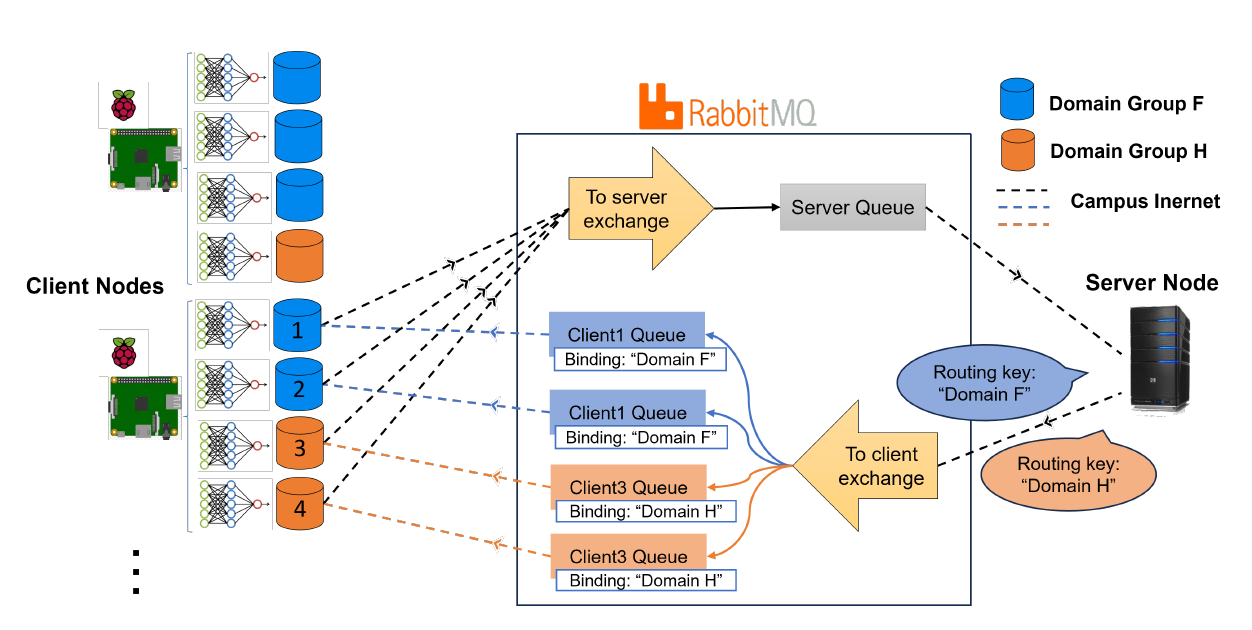 RabbitMQ
Domain Group F
Domain Group H
Campus Inernet
Client Nodes
1
2
3
4
To server
exchange
Server Queue
Server Node
Client1 Queue
Binding: “Domain F”
Client1 Queue
Binding: “Domain F”
Client3 Queue
Binding: “Domain H”
Client3 Queue
Binding: “Domain H”
To client
exchange
Routing key:
“Domain F”
Routing key:
“Domain H”